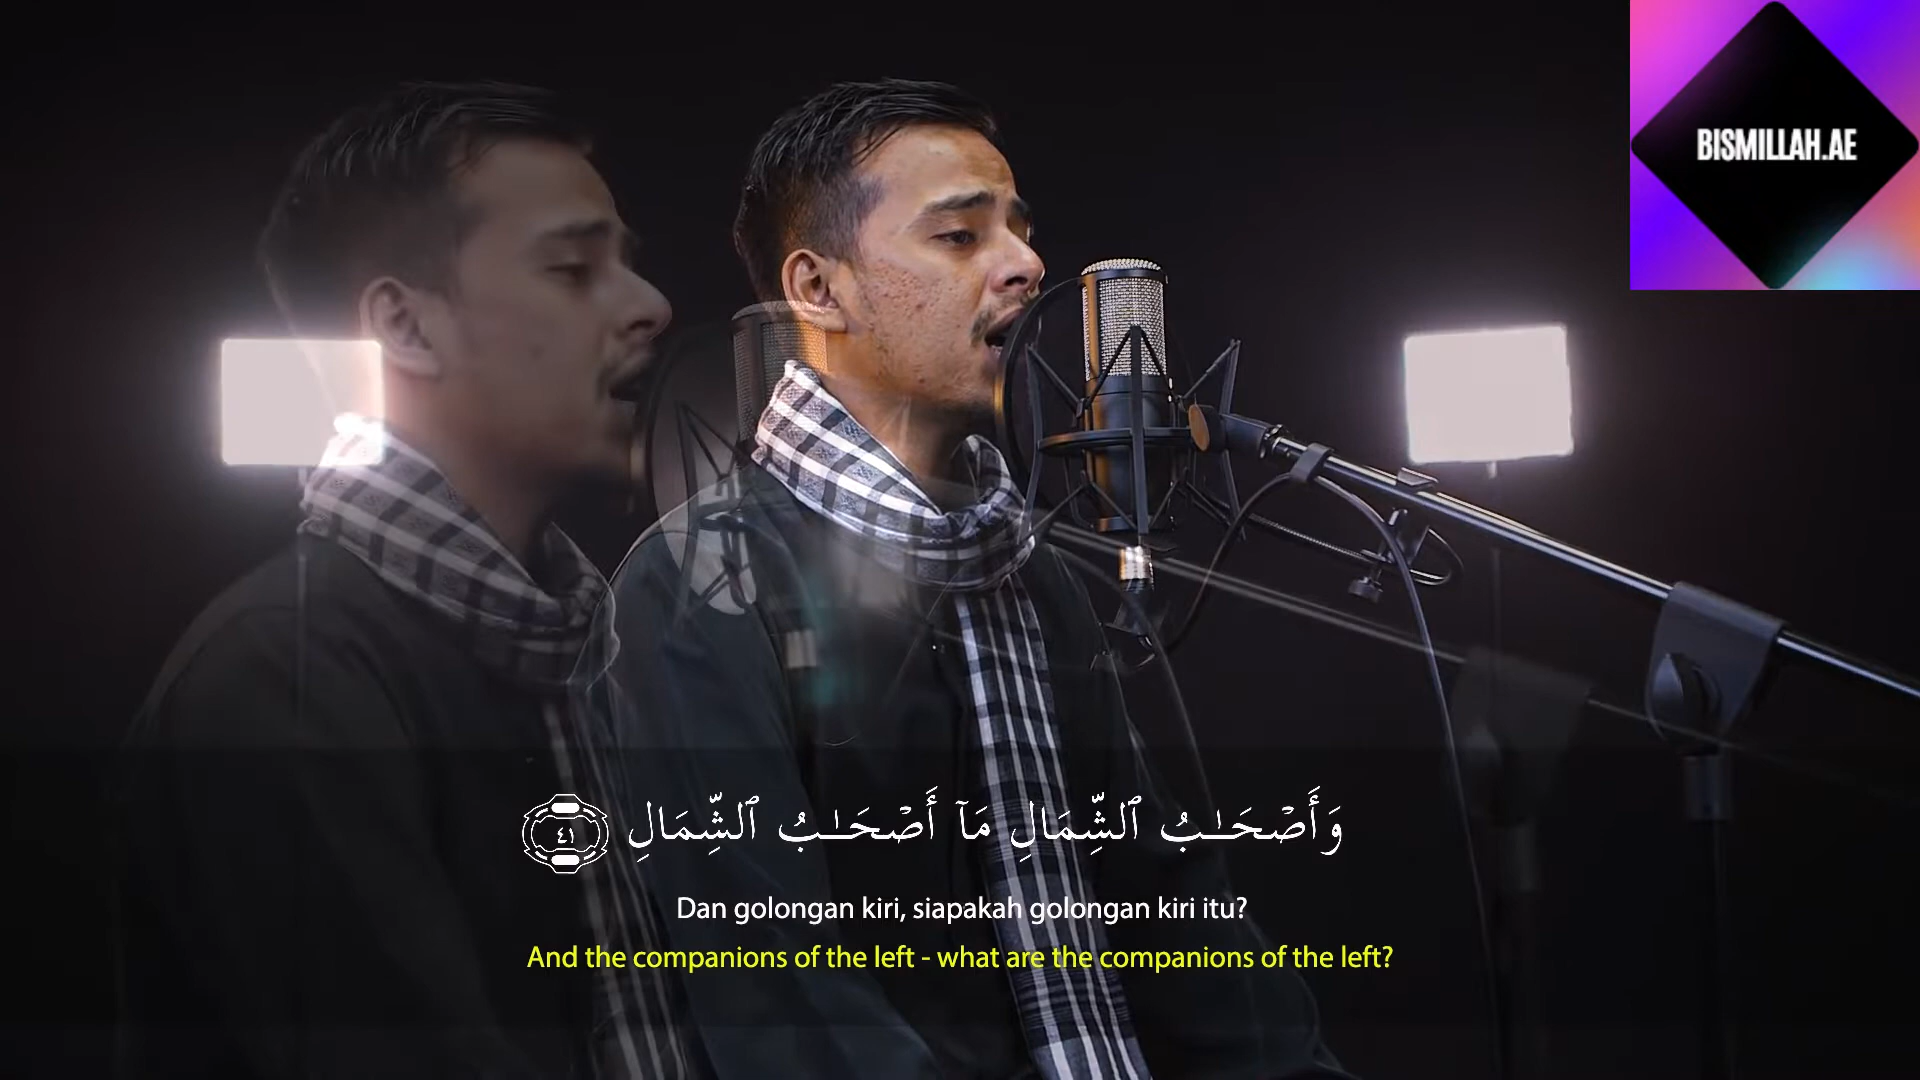 BISMILLAH.AE
وَأَصْحَـٰبُ ٱلشِّمَالِ مَآ أَصْحَـٰبُ ٱلشِّمَالِ ٤١
Dan golongan kiri, siapakah golongan kiri itu?
And the companions of the left - what are the companions of the left?